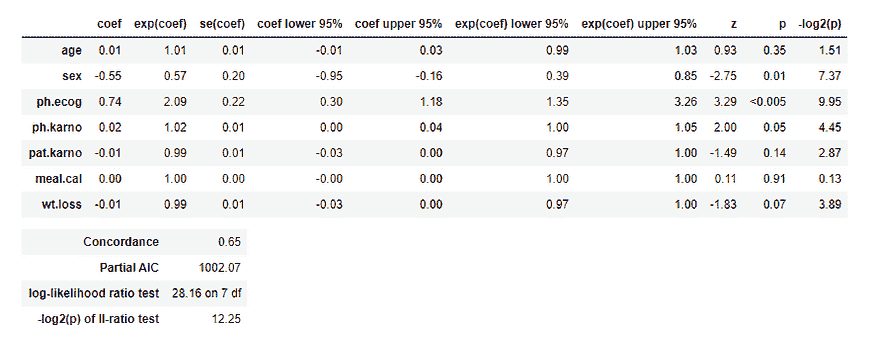 coef exp(coef) se(coef) coef lower 95% coef upper 95% exp(coef) lower 95% exp(coef) upper 95% z p -log2(p)
age 0.01 1.01 0.01 -0.01 0.03 0.99 1.03 0.93 0.35 1.51
sex -0.55 0.57 0.20 -0.95 -0.16 0.39 0.85 -2.75 0.01 7.37
ph.ecog 0.74 2.09 0.22 0.30 1.18 1.35 3.26 3.29 <0.005 9.95
ph.karno 0.02 1.02 0.01 0.00 0.04 1.00 1.05 2.00 0.05 4.45
pat.karno -0.01 0.99 0.01 -0.03 0.00 0.97 1.00 -1.49 0.14 2.87
meal.cal 0.00 1.00 0.00 -0.00 0.00 1.00 1.00 0.11 0.91 0.13
wt.loss -0.01 0.99 0.01 -0.03 0.00 0.97 1.00 -1.83 0.07 3.89
Concordance 0.65
Partial AIC 1002.07
log-likelihood ratio test 28.16 on 7 df
-log2(p) of ll-ratio test 12.25